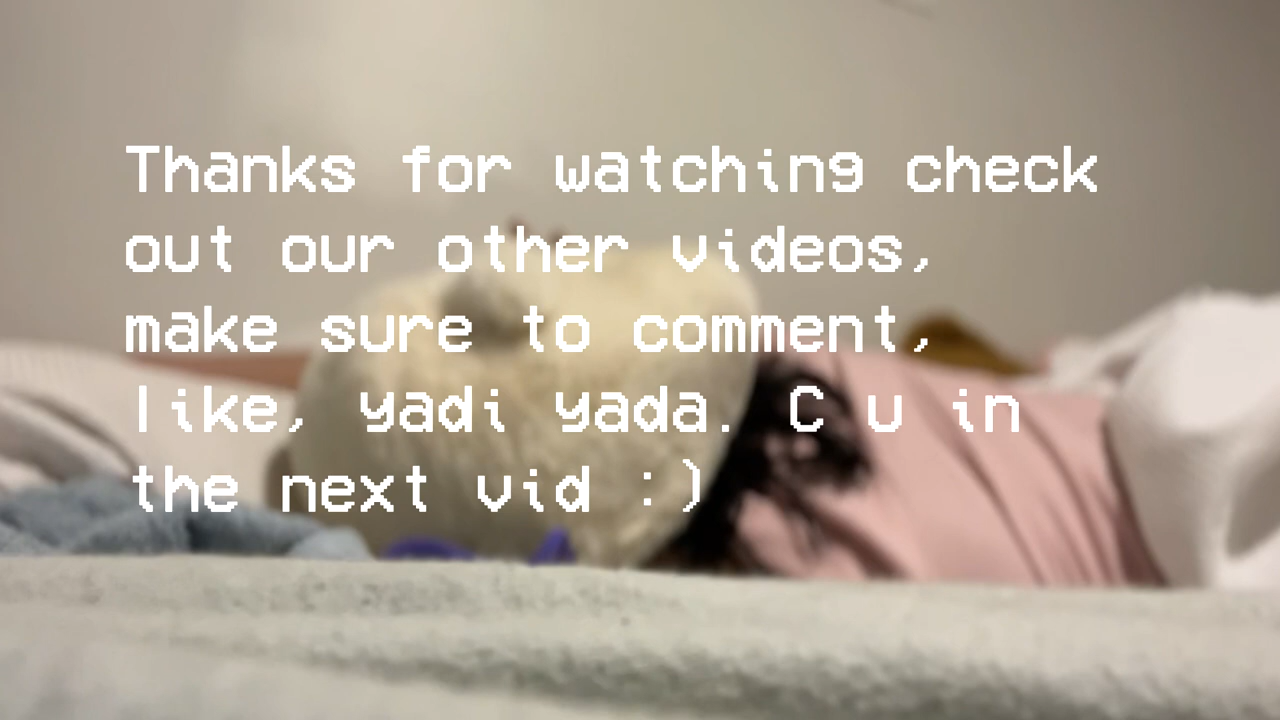 Thanks for watching check
out our other videos,
make sure to comment,
like, yadi yada. C u in
the next vid :)